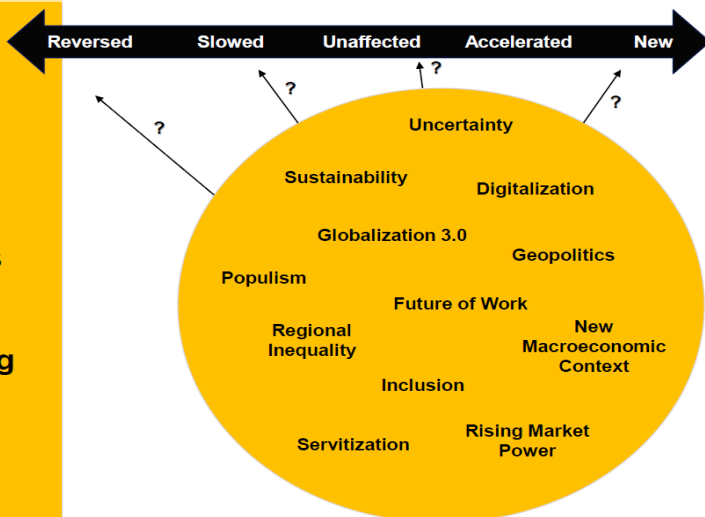 Reversed Slowed Unaffected Accelerated New
?
?
?
?
Uncertainty
Sustainability
Digitalization
Globalization 3.0
Geopolitics
Populism
Future of Work
Regional
Inequality
New
Macroeconomic
Context
Inclusion
Servitization
Rising Market
Power